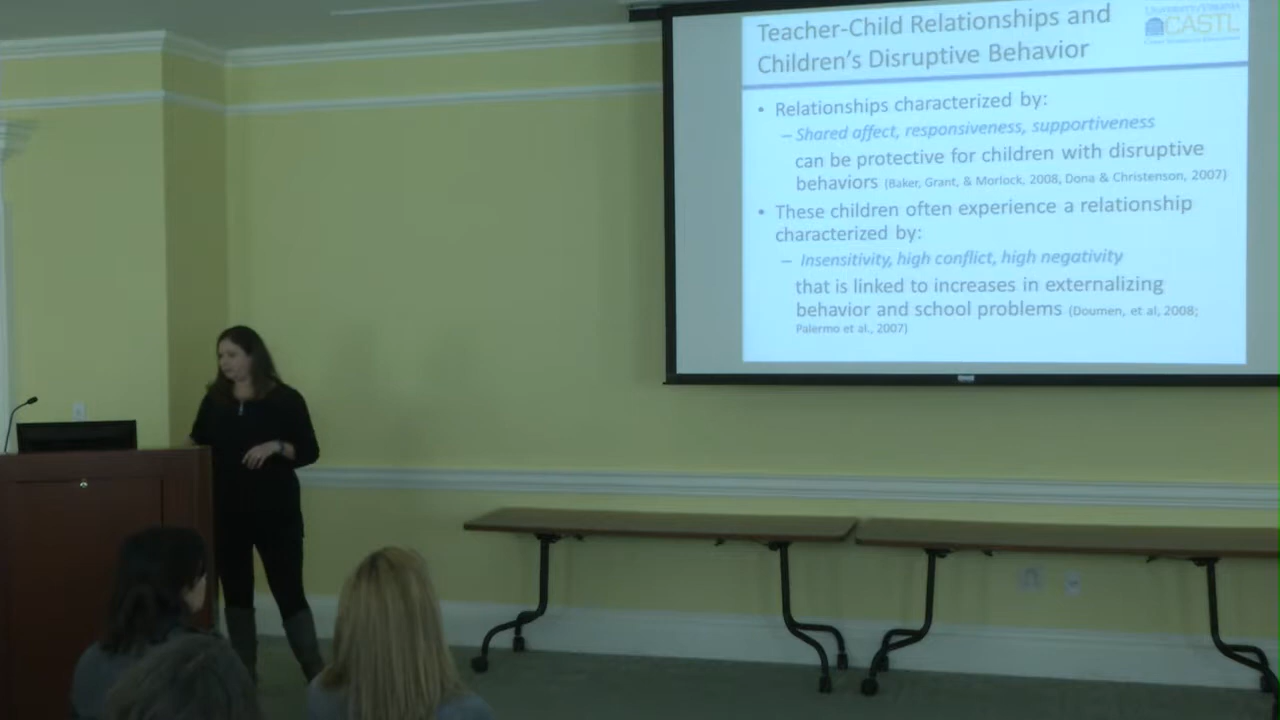 Teacher-Child Relationships and
Children's Disruptive Behavior
UNIVERSITY of VIRGINIA
CASTL
• Relationships characterized by:
– Shared affect, responsiveness, supportiveness
can be protective for children with disruptive
behaviors (Baker, Grant, & Morlock, 2008, Dona & Christenson, 2007)
• These children often experience a relationship
characterized by:
– Insensitivity, high conflict, high negativity
that is linked to increases in externalizing
behavior and school problems (Doumen, et al, 2008;
Palermo et al., 2007)